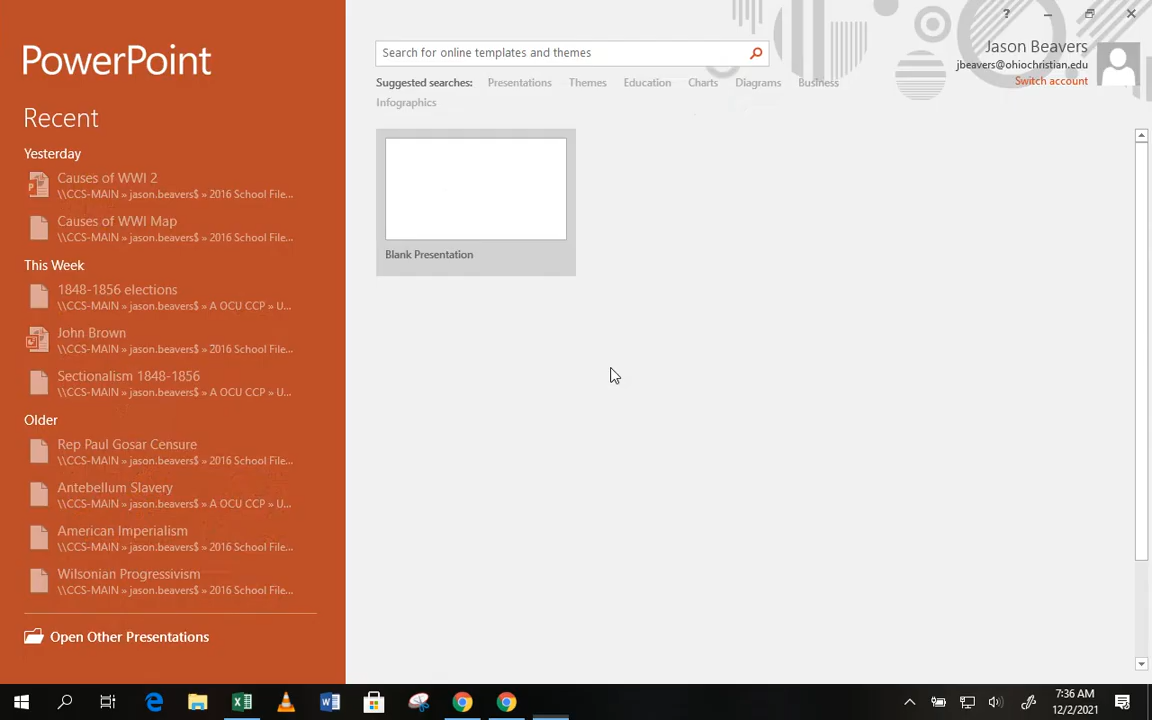 PowerPoint
Recent
Yesterday
Causes of WWI 2
\\CCS-MAIN » jason.beavers$ » 2016 School File...
Causes of WWI Map
\\CCS-MAIN » jason.beavers$ » 2016 School File...
This Week
1848-1856 elections
\\CCS-MAIN » jason.beavers$ » A OCU CCP » U...
John Brown
\\CCS-MAIN » jason.beavers$ » 2016 School File...
Sectionalism 1848-1856
\\CCS-MAIN » jason.beavers$ » A OCU CCP » U...
Older
Rep Paul Gosar Censure
\\CCS-MAIN » jason.beavers$ » 2016 School File...
Antebellum Slavery
\\CCS-MAIN » jason.beavers$ » A OCU CCP » U...
American Imperialism
\\CCS-MAIN » jason.beavers$ » 2016 School File...
Wilsonian Progressivism
\\CCS-MAIN » jason.beavers$ » 2016 School File...
Open Other Presentations
Search for online templates and themes
Suggested searches: Presentations Themes Education Charts Diagrams Business
Infographics
Blank Presentation
?
Jason Beavers
jbeavers@ohiochristian.edu
Switch account
7:36 AM
12/2/2021